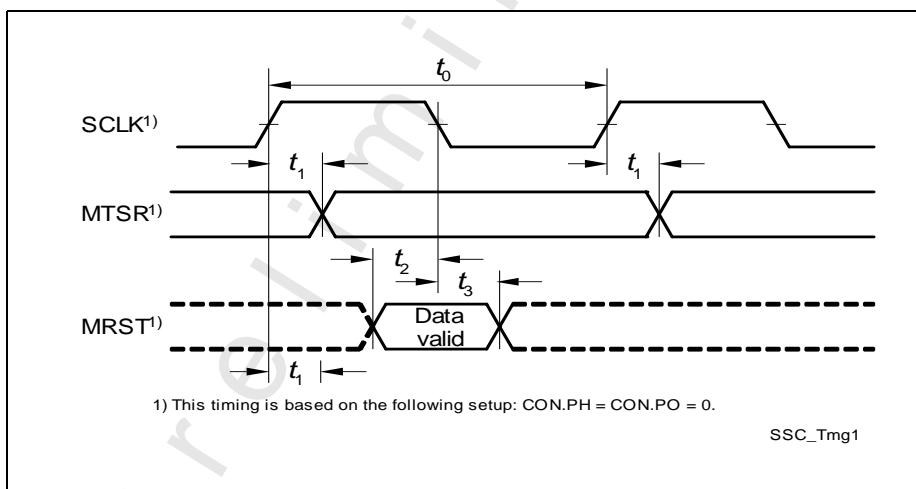 t0
SCLK1)
t1
t1
MTSR1)
t2
t3
MRST1)
Data
valid
t1
1) This timing is based on the following setup: CON.PH = CON.PO = 0.
SSC_Tmg1
r e l i m i